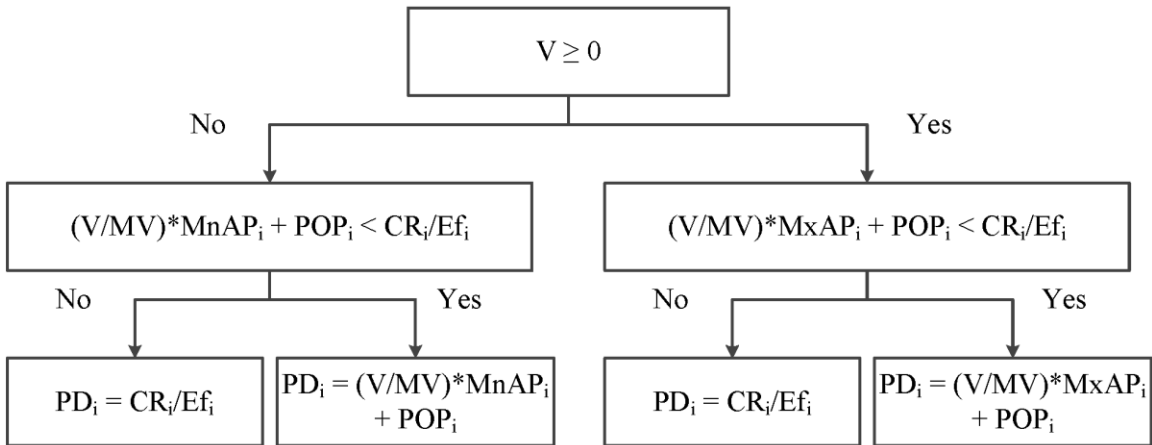 V ≥ 0
No
Yes
(V/MV)*MnAPᵢ + POPᵢ < CRᵢ/Efᵢ
(V/MV)*MxAPᵢ + POPᵢ < CRᵢ/Efᵢ
No
Yes
No
Yes
PDᵢ = CRᵢ/Efᵢ
PDᵢ = (V/MV)*MnAPᵢ
+ POPᵢ
PDᵢ = CRᵢ/Efᵢ
PDᵢ = (V/MV)*MxAPᵢ
+ POPᵢ